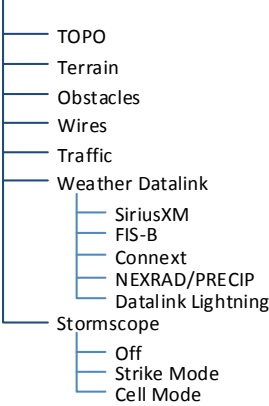 TOPO
Terrain
Obstacles
Wires
Traffic
Weather Datalink
SiriusXM
FIS-B
Connext
NEXRAD/PRECIP
Datalink Lightning
Stormscope
Off
Strike Mode
Cell Mode